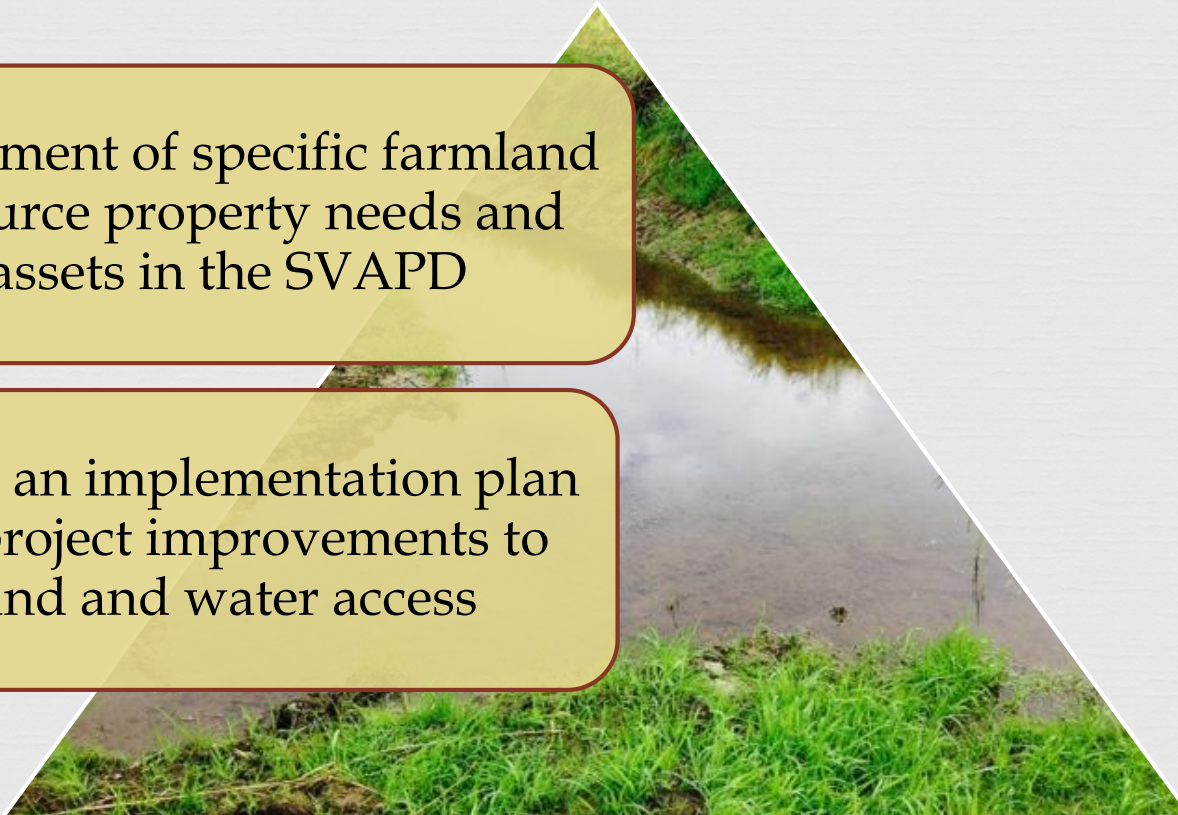 ment of specific farmland
urce property needs and
assets in the SVAPD
an implementation plan
project improvements to
nd and water access